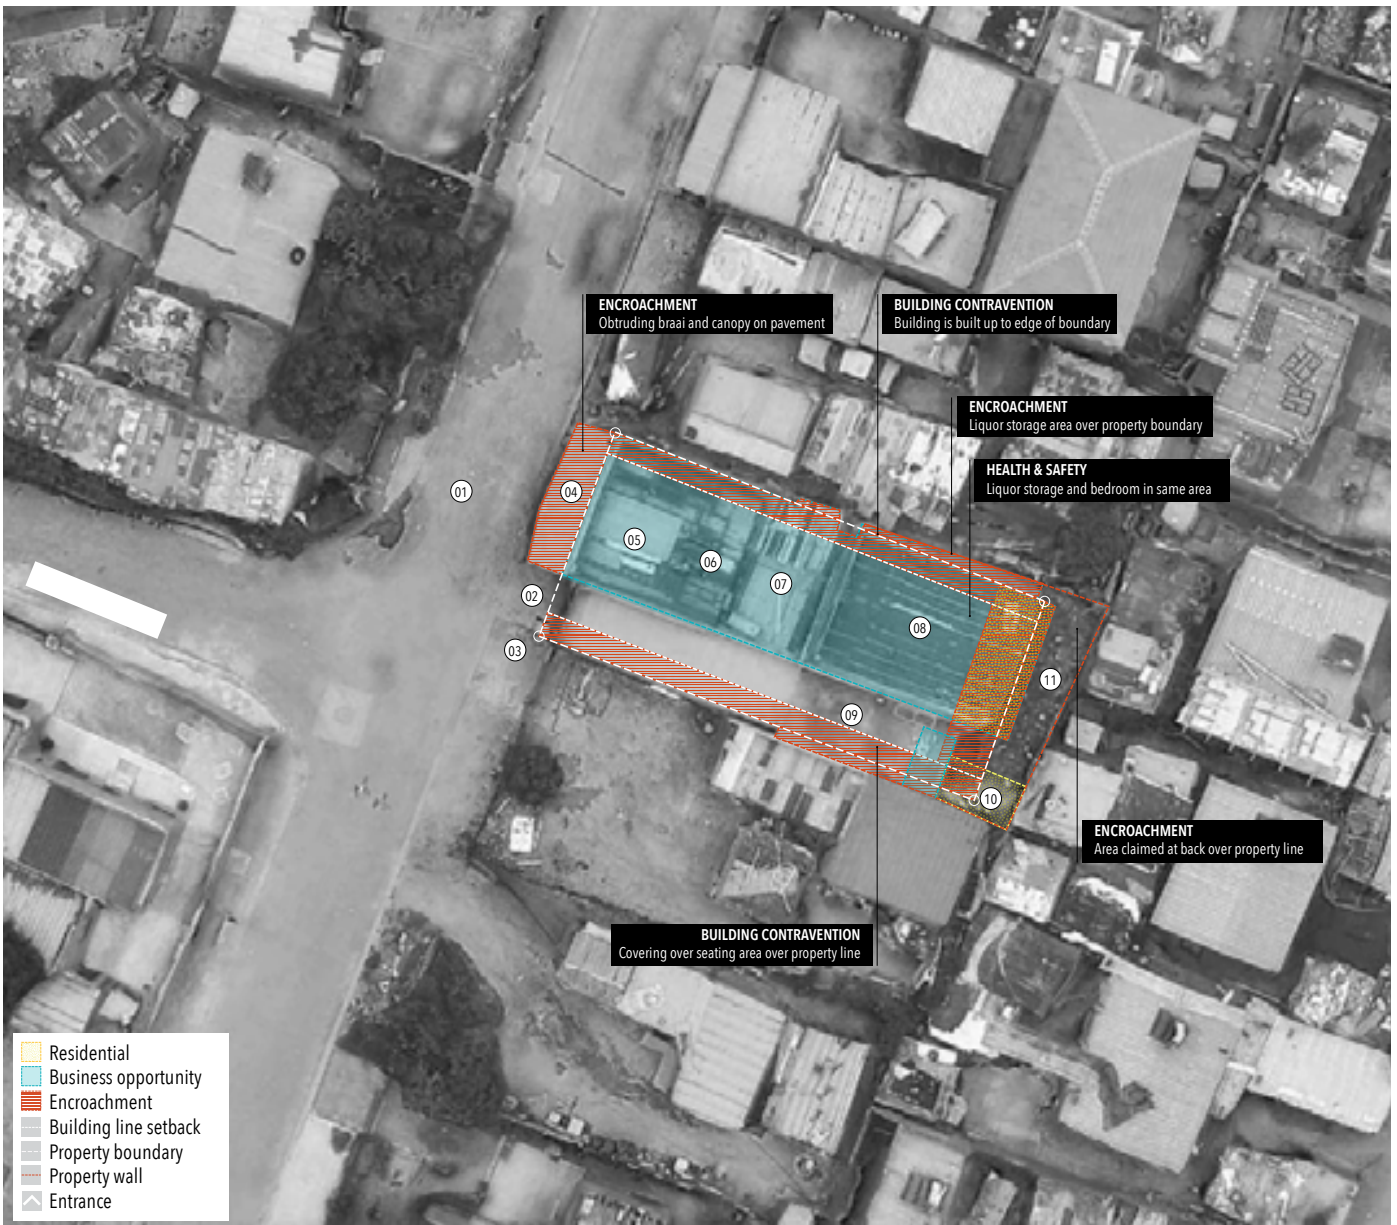 ENCROACHMENT
Obtruding braai and canopy on pavement
BUILDING CONTRAVENTION
Building is built up to edge of boundary
ENCROACHMENT
Liquor storage area over property boundary
HEALTH & SAFETY
Liquor storage and bedroom in same area
01
04
05
06
07
02
08
03
11
09
10
ENCROACHMENT
Area claimed at back over property line
BUILDING CONTRAVENTION
Covering over seating area over property line
Residential
Business opportunity
Encroachment
Building line setback
Property boundary
Property wall
Entrance